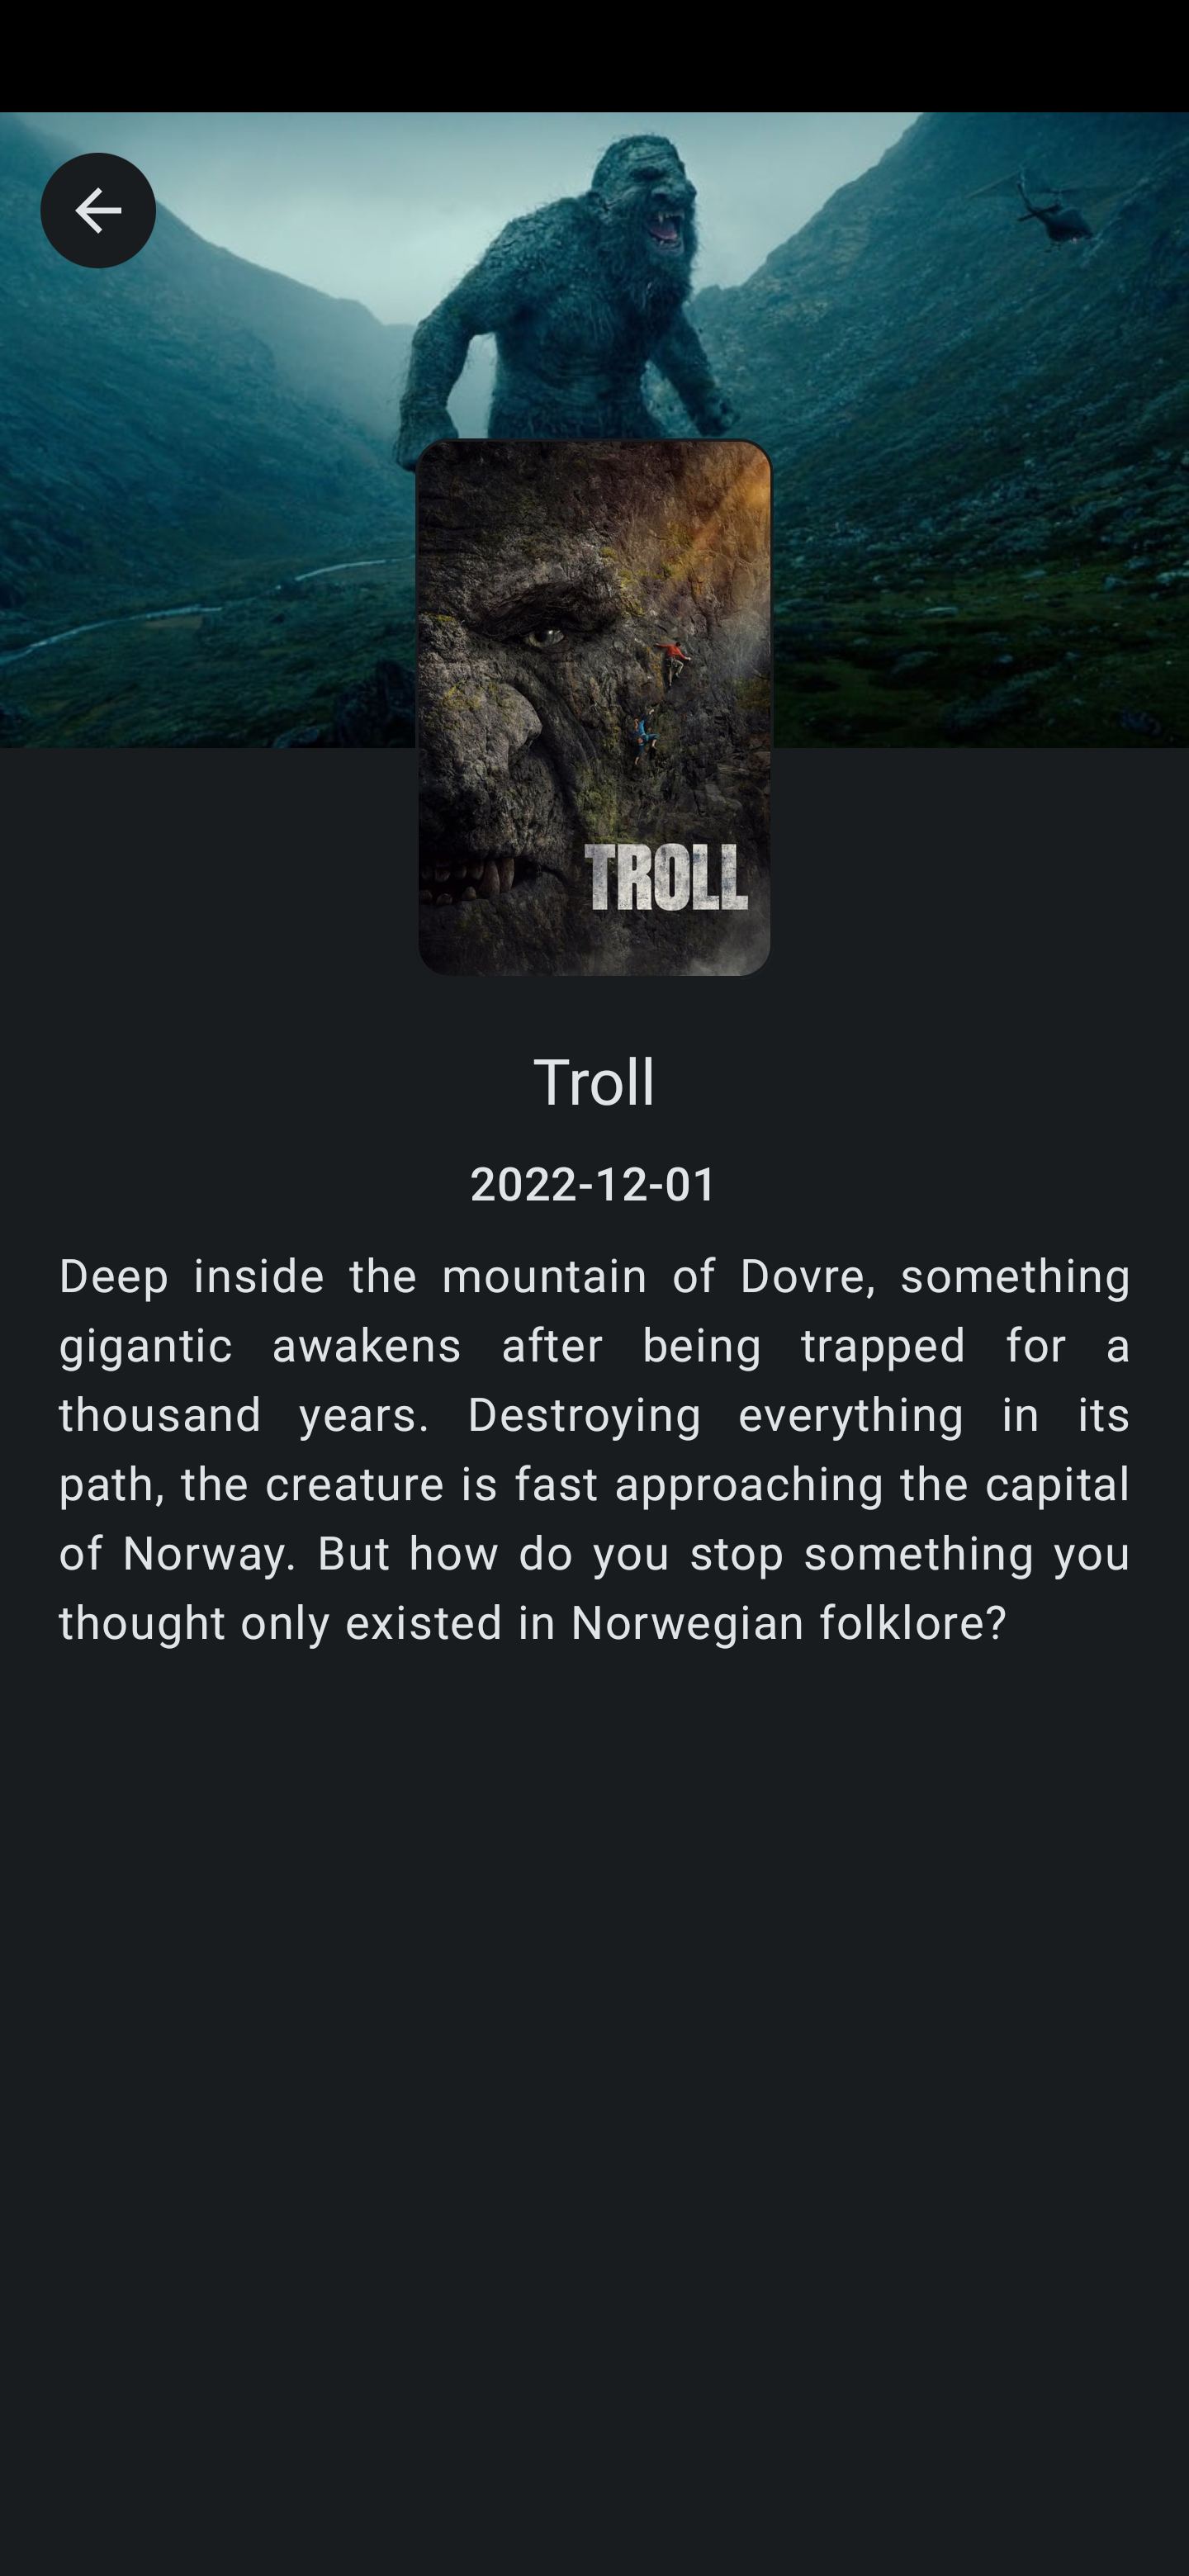 TROLL
Troll
2022-12-01
Deep inside the mountain of Dovre, something
gigantic awakens after being trapped for a
thousand years. Destroying everything in its
path, the creature is fast approaching the capital
of Norway. But how do you stop something you
thought only existed in Norwegian folklore?